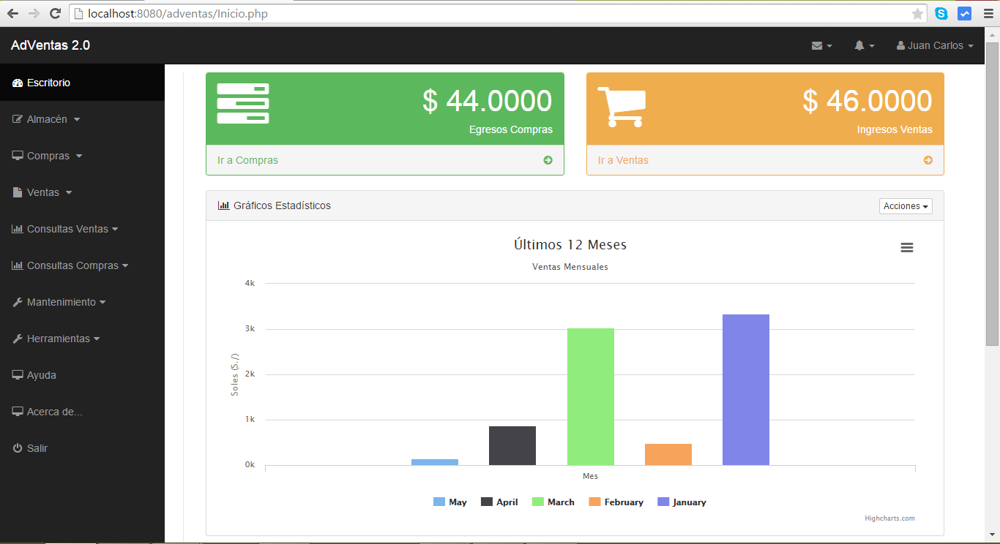 localhost:8080/adventas/Inicio.php
AdVentas 2.0
Juan Carlos
Escritorio
Almacén
Compras
Ventas
Consultas Ventas
Consultas Compras
Mantenimiento
Herramientas
Ayuda
Acerca de...
Salir
$ 44.0000
Egresos Compras
Ir a Compras
$ 46.0000
Ingresos Ventas
Ir a Ventas
Gráficos Estadísticos
Acciones
Últimos 12 Meses
Ventas Mensuales
Soles (S./)
4k
3k
2k
1k
0k
Mes
May April March February January
Highcharts.com